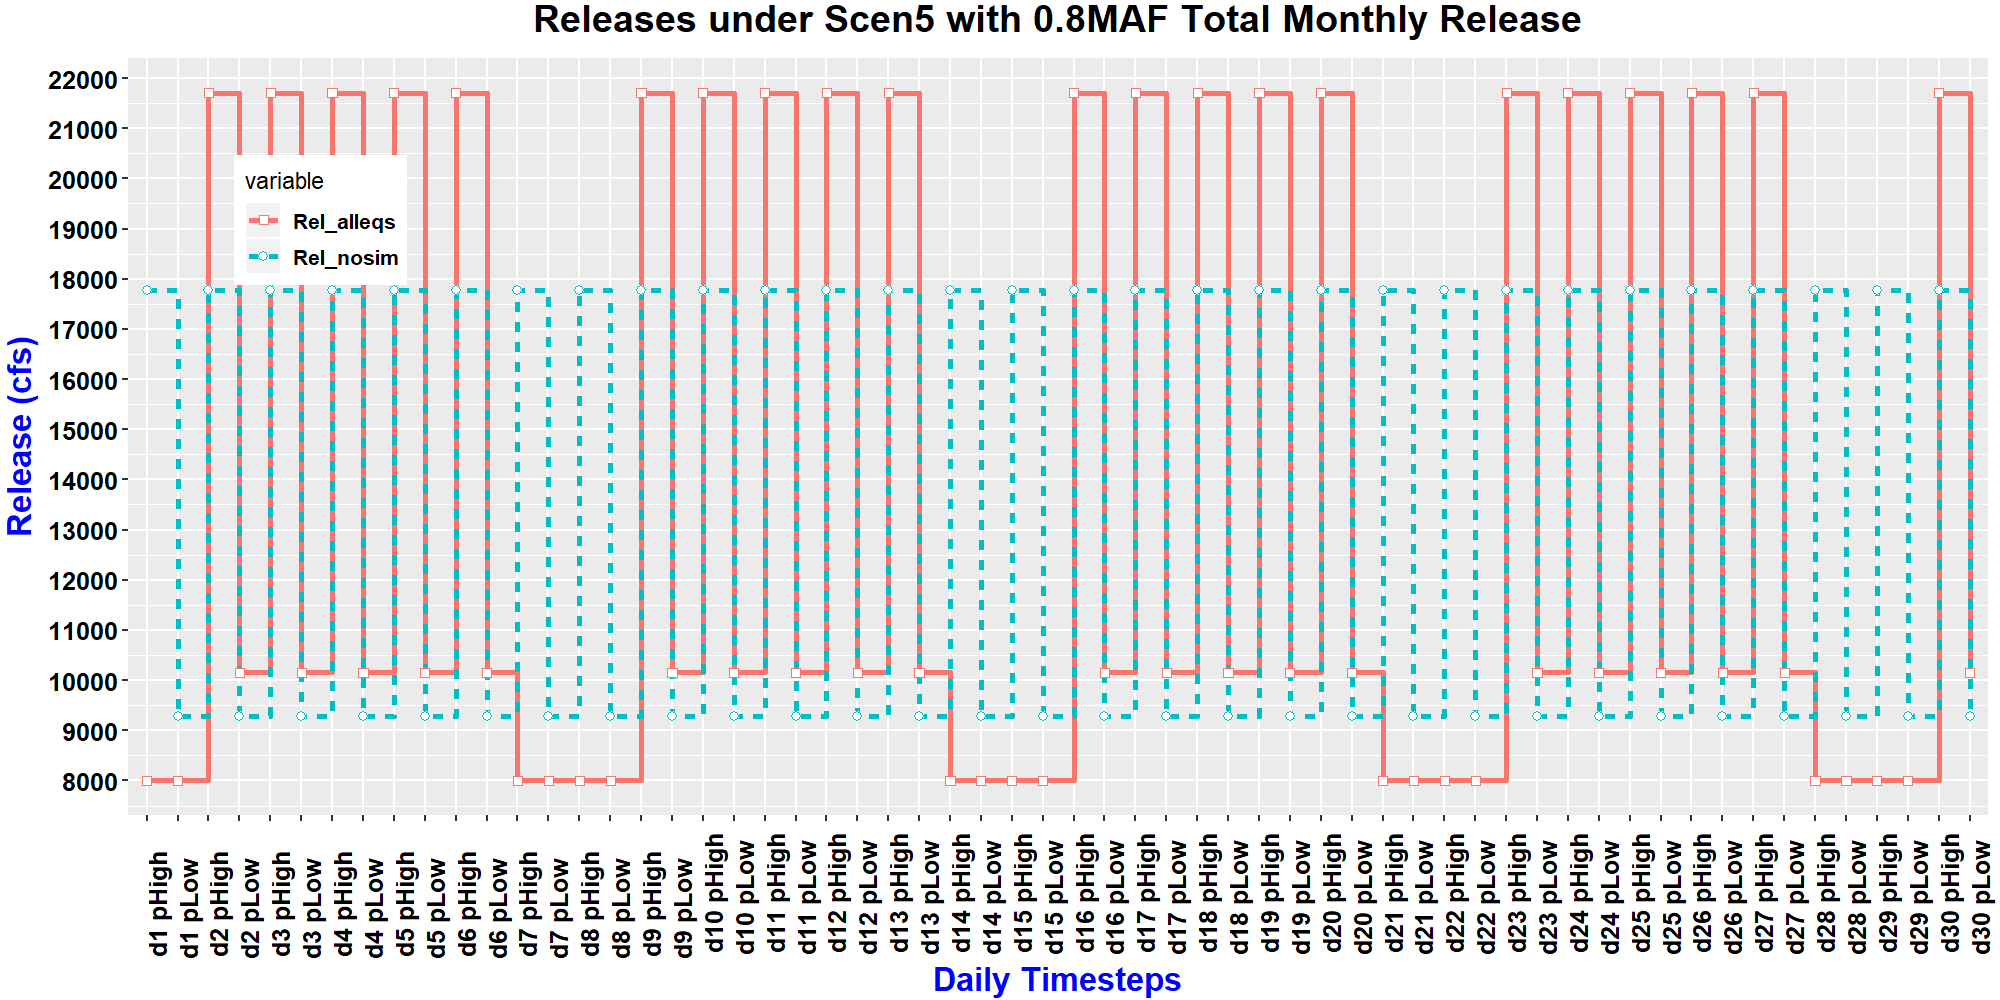 Releases under Scen5 with 0.8MAF Total Monthly Release
22000
21000
20000
19000
18000
17000
16000
15000
14000
13000
12000
11000
10000
9000
8000
Release (cfs)
variable
Rel_alleqs
Rel_nosim
d1 pHigh
d1 pLow
d2 pHigh
d2 pLow
d3 pHigh
d3 pLow
d4 pHigh
d4 pLow
d5 pHigh
d5 pLow
d6 pHigh
d6 pLow
d7 pHigh
d7 pLow
d8 pHigh
d8 pLow
d9 pHigh
d9 pLow
d10 pHigh
d10 pLow
d11 pHigh
d11 pLow
d12 pHigh
d12 pLow
d13 pHigh
d13 pLow
d14 pHigh
d14 pLow
d15 pHigh
d15 pLow
d16 pHigh
d16 pLow
d17 pHigh
d17 pLow
d18 pHigh
d18 pLow
d19 pHigh
d19 pLow
d20 pHigh
d20 pLow
d21 pHigh
d21 pLow
d22 pHigh
d22 pLow
d23 pHigh
d23 pLow
d24 pHigh
d24 pLow
d25 pHigh
d25 pLow
d26 pHigh
d26 pLow
d27 pHigh
d27 pLow
d28 pHigh
d28 pLow
d29 pHigh
d29 pLow
d30 pHigh
d30 pLow
Daily Timesteps